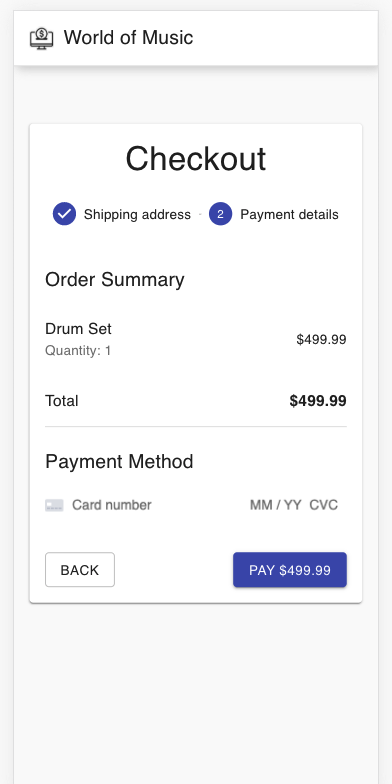 World of Music
Checkout
Shipping address
2 Payment details
Order Summary
Drum Set
Quantity: 1
$499.99
Total $499.99
Payment Method
Card number MM / YY CVC
BACK PAY $499.99